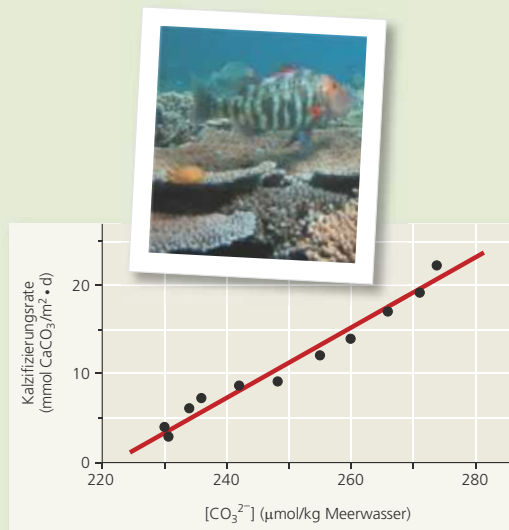 Kalzifizierungsrate
(mmol CaCO₃/m² • d)
20
10
0
220
240
260
280
[CO₃²⁻] (µmol/kg Meerwasser)